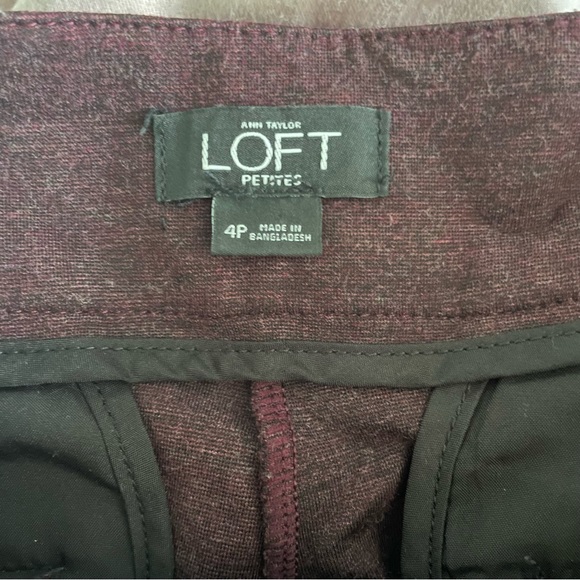 ANN TAYLOR
LOFT
PETITES
4P MADE IN
BANGLADESH